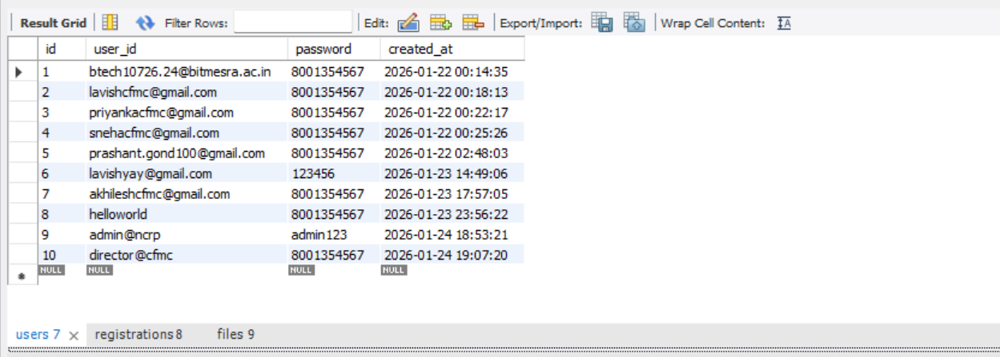 Result Grid Filter Rows: Edit: Export/Import: Wrap Cell Content: IA
id user_id password created_at
1 btech10726.24@bitmesra.ac.in 8001354567 2026-01-22 00:14:35
2 lavishcfmc@gmail.com 8001354567 2026-01-22 00:18:13
3 priyankacfmc@gmail.com 8001354567 2026-01-22 00:22:17
4 snehacfmc@gmail.com 8001354567 2026-01-22 00:25:26
5 prashant.gond100@gmail.com 8001354567 2026-01-22 02:48:03
6 lavishyay@gmail.com 123456 2026-01-23 14:49:06
7 akhileshcfmc@gmail.com 8001354567 2026-01-23 17:57:05
8 helloworld 8001354567 2026-01-23 23:56:22
9 admin@ncrp admin123 2026-01-24 18:53:21
10 director@cfmc 8001354567 2026-01-24 19:07:20
NULL NULL NULL NULL
users 7 registrations8 files 9